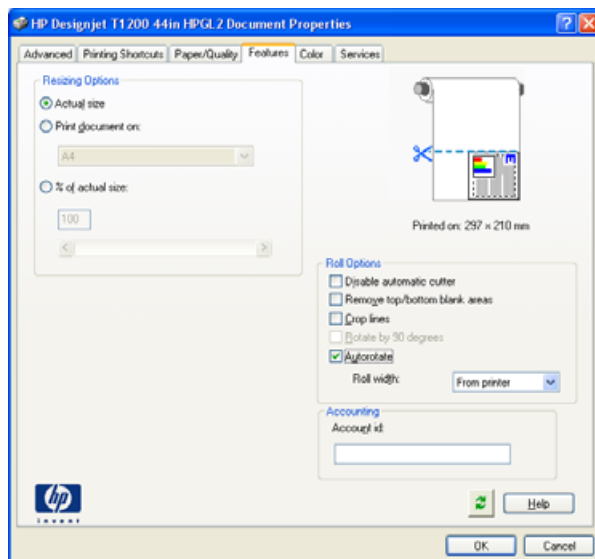 HP Designjet T1200 44in HPGL2 Document Properties
Advanced Printing Shortcuts Paper/Quality Features Color Services
Resizing Options
Actual size
Print document on:
A4
% of actual size:
100
Printed on: 297 × 210 mm
Roll Options
Disable automatic cutter
Remove top/bottom blank areas
Crop lines
Rotate by 90 degrees
Autorotate
Roll width: From printer
Accounting
Account id:
hp
invent
Help
OK Cancel